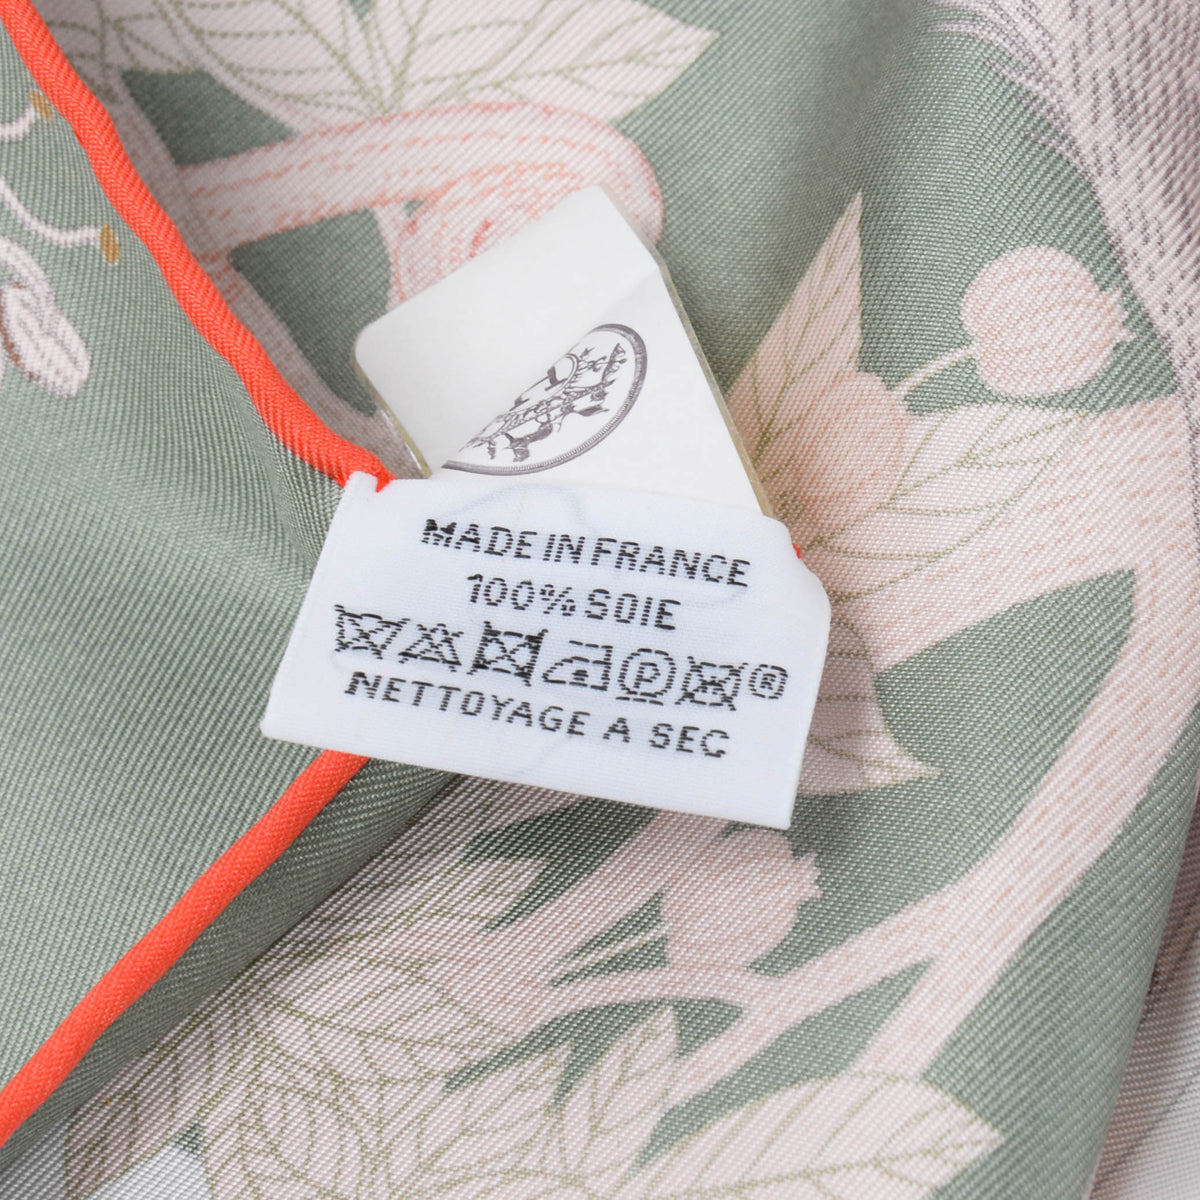 MADE IN FRANCE
100% SOIE
P ®
NETTOYAGE A SEC